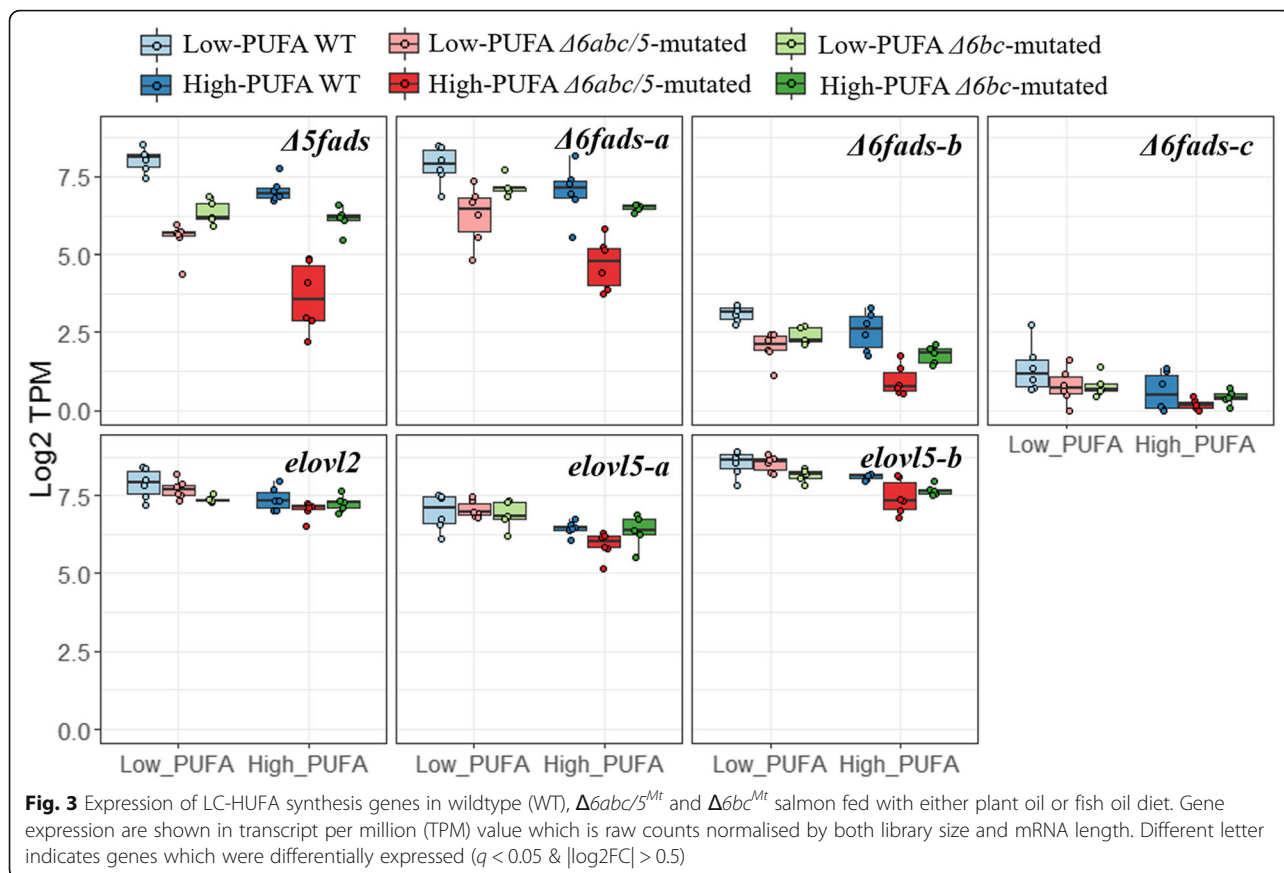 Low-PUFA WT Low-PUFA Δ6abc/5-mutated Low-PUFA Δ6bc-mutated
High-PUFA WT High-PUFA Δ6abc/5-mutated High-PUFA Δ6bc-mutated
Δ5fads Δ6fads-a Δ6fads-b Δ6fads-c
7.5
5.0
2.5
0.0
Low_PUFA High_PUFA
Log2 TPM
elovl2 elovl5-a elovl5-b
7.5
5.0
2.5
0.0
Low_PUFA High_PUFA Low_PUFA High_PUFA Low_PUFA High_PUFA
Fig. 3 Expression of LC-HUFA synthesis genes in wildtype (WT), Δ6abc/5Mt and Δ6bcMt salmon fed with either plant oil or fish oil diet. Gene
expression are shown in transcript per million (TPM) value which is raw counts normalised by both library size and mRNA length. Different letter
indicates genes which were differentially expressed (q < 0.05 & |log2FC| > 0.5)